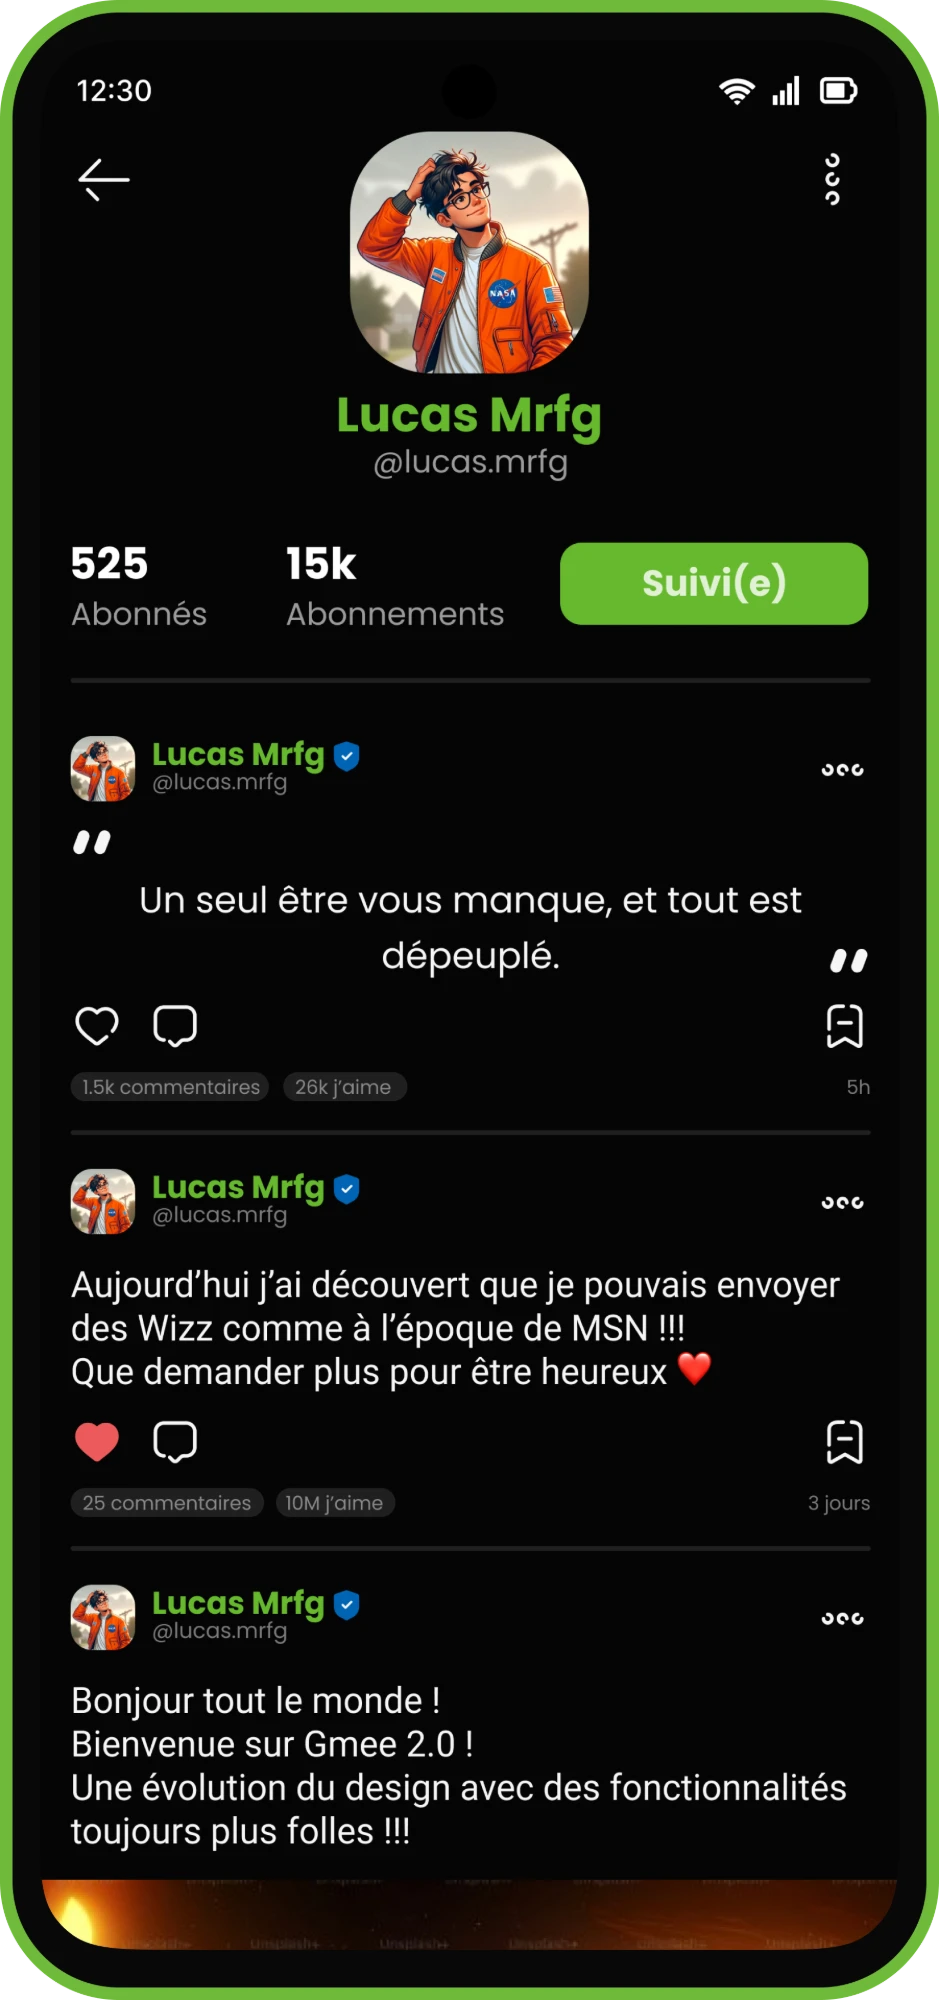 12:30
NASA
Lucas Mrfg
@lucas.mrfg
525
15k
Suivi(e)
Abonnés
Abonnements
Lucas Mrfg
@lucas.mrfg
"
Un seul être vous manque, et tout est
dépeuplé.
"
1.5k commentaires
26k j’aime
5h
Lucas Mrfg
@lucas.mrfg
Aujourd’hui j’ai découvert que je pouvais envoyer
des Wizz comme à l’époque de MSN !!!
Que demander plus pour être heureux ❤️
25 commentaires
10M j’aime
3 jours
Lucas Mrfg
@lucas.mrfg
Bonjour tout le monde !
Bienvenue sur Gmee 2.0 !
Une évolution du design avec des fonctionnalités
toujours plus folles !!!
Unsplash+ Unsplash+ Unsplash+